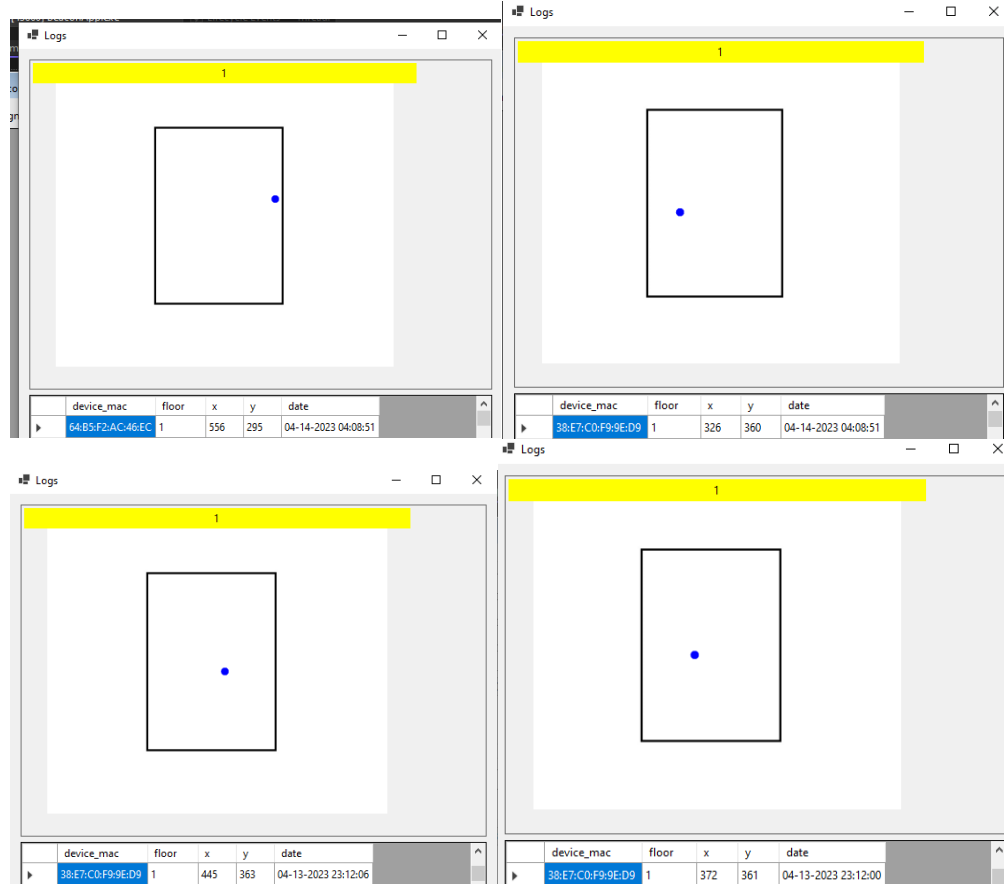 Logs
1
device_mac floor x y date
64:B5:F2:AC:46:EC 1 556 295 04-14-2023 04:08:51
Logs
1
device_mac floor x y date
38:E7:C0:F9:9E:D9 1 326 360 04-14-2023 04:08:51
Logs
1
device_mac floor x y date
38:E7:C0:F9:9E:D9 1 445 363 04-13-2023 23:12:06
Logs
1
device_mac floor x y date
38:E7:C0:F9:9E:D9 1 372 361 04-13-2023 23:12:00